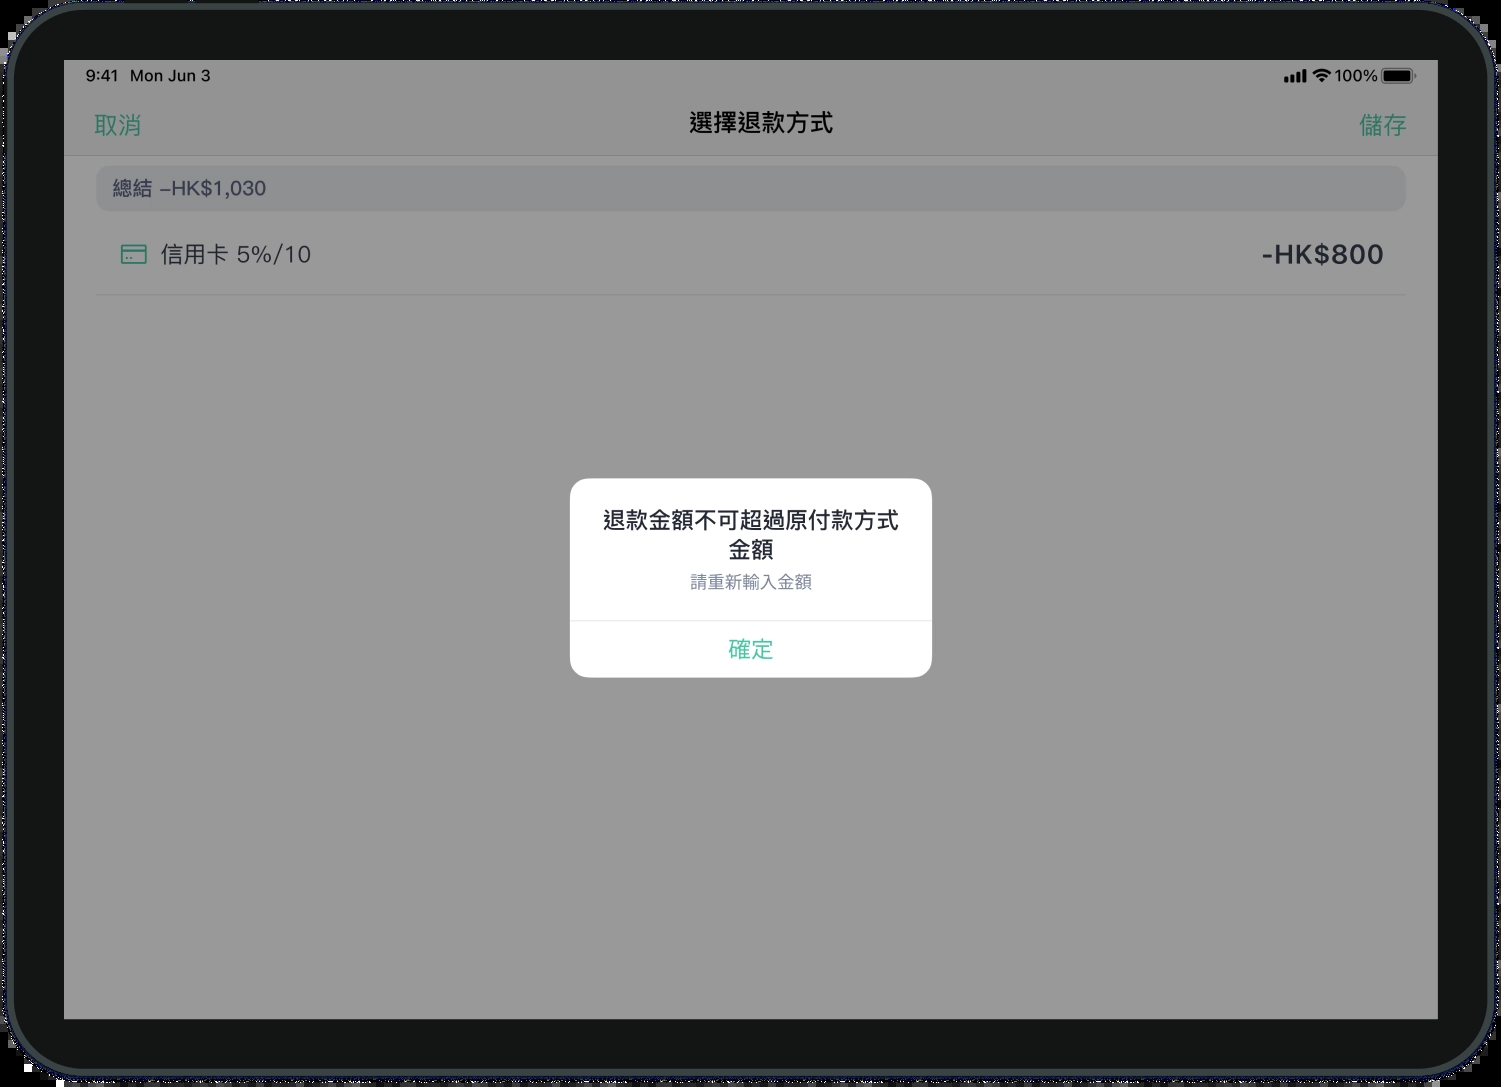 9:41 Mon Jun 3 100%
取消 選擇退款方式 儲存
總結 –HK$1,030
信用卡 5%/10 -HK$800
退款金額不可超過原付款方式
金額
請重新輸入金額
確定